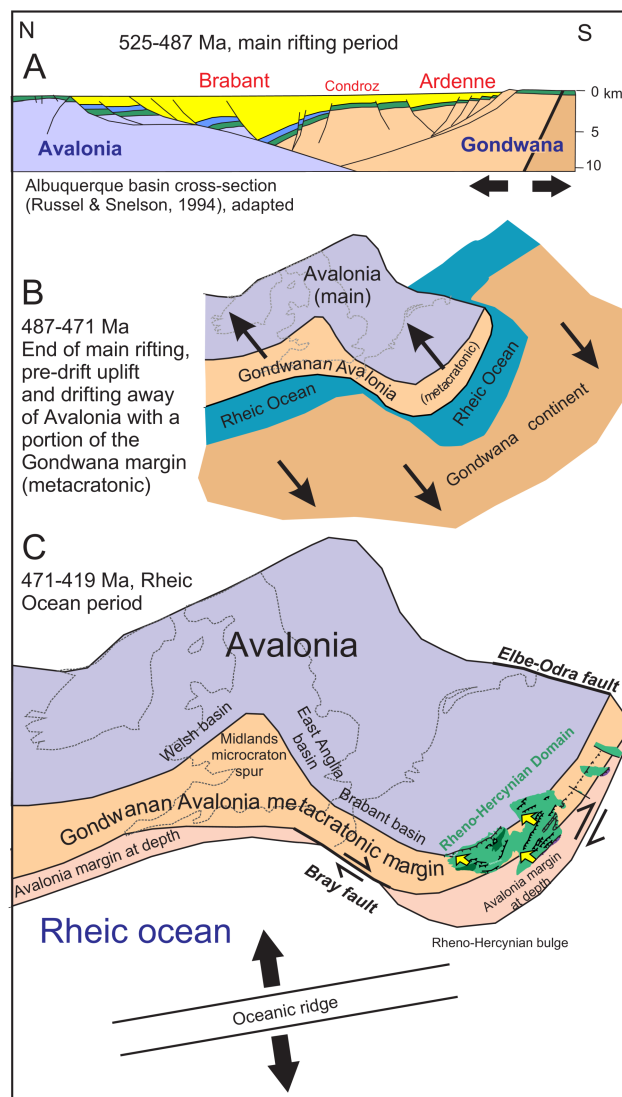 N
S
525-487 Ma, main rifting period
A
Brabant
Condroz
Ardenne
0 km
5
10
Avalonia
Gondwana
Albuquerque basin cross-section
(Russel & Snelson, 1994), adapted
B
487-471 Ma
End of main rifting,
pre-drift uplift
and drifting away
of Avalonia with a
portion of the
Gondwana margin
(metacratonic)
Avalonia
(main)
Gondwanan Avalonia
(metacratonic)
Rheic Ocean
Rheic Ocean
Gondwana continent
C
471-419 Ma, Rheic
Ocean period
Avalonia
Elbe-Odra fault
Welsh basin
Midlands
microcraton
spur
East Anglia
basin
Brabant basin
Rheno-Hercynian Domain
Gondwanan Avalonia metacratonic margin
Avalonia margin at depth
Bray fault
Avalonia margin
at depth
Rheic ocean
Rheno-Hercynian bulge
Oceanic ridge